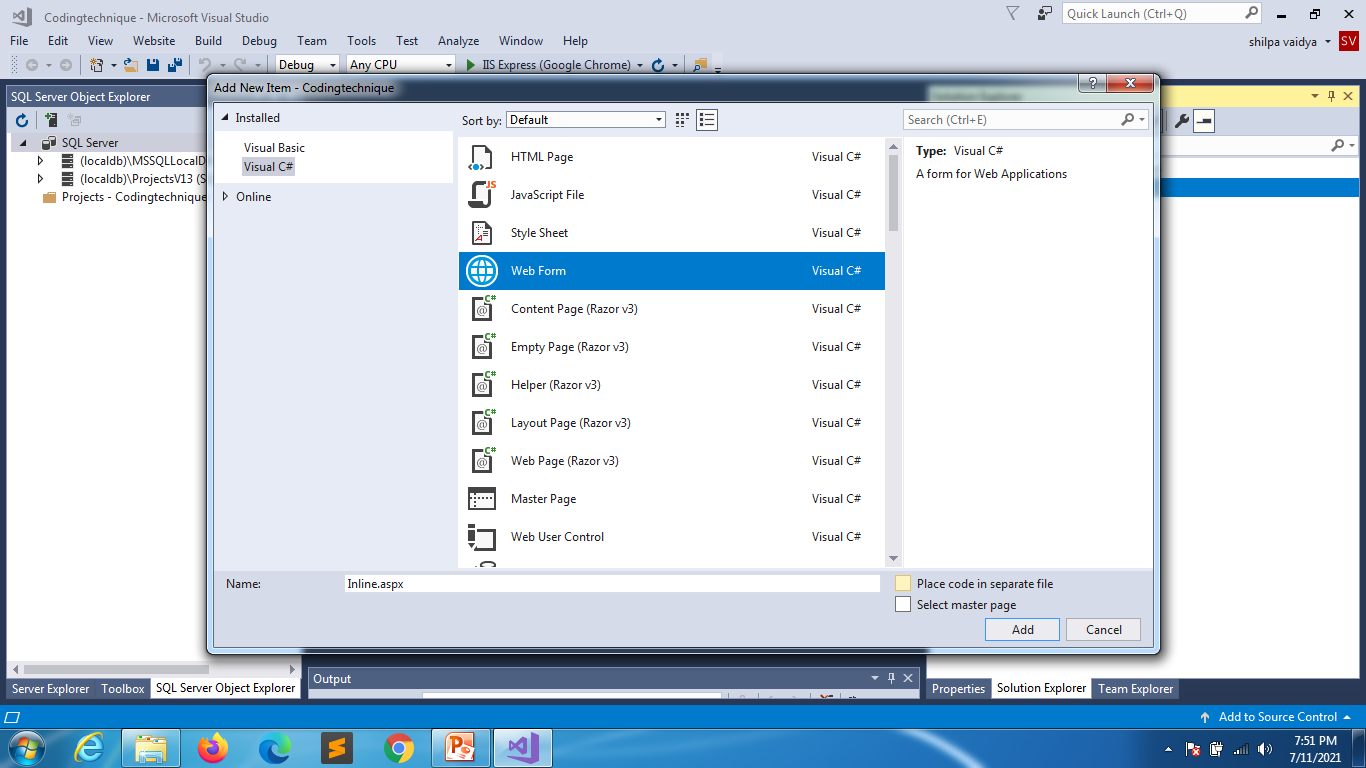 Codingtechnique - Microsoft Visual Studio
Quick Launch (Ctrl+Q)
File Edit View Website Build Debug Team Tools Test Analyze Window Help
shilpa vaidya SV
Debug Any CPU IIS Express (Google Chrome)
SQL Server Object Explorer
SQL Server
(localdb)\MSSQLLocalD
(localdb)\ProjectsV13 (S
Projects - Codingtechnique
Add New Item - Codingtechnique
Solution Explorer
Installed
Visual Basic
Visual C#
Online
Sort by: Default
Search (Ctrl+E)
HTML Page Visual C#
JavaScript File Visual C#
Style Sheet Visual C#
Web Form Visual C#
Content Page (Razor v3) Visual C#
Empty Page (Razor v3) Visual C#
Helper (Razor v3) Visual C#
Layout Page (Razor v3) Visual C#
Web Page (Razor v3) Visual C#
Master Page Visual C#
Web User Control Visual C#
Type: Visual C#
A form for Web Applications
Name: Inline.aspx
Place code in separate file
Select master page
Add Cancel
Server Explorer Toolbox SQL Server Object Explorer
Output
Properties Solution Explorer Team Explorer
Add to Source Control
7:51 PM
7/11/2021